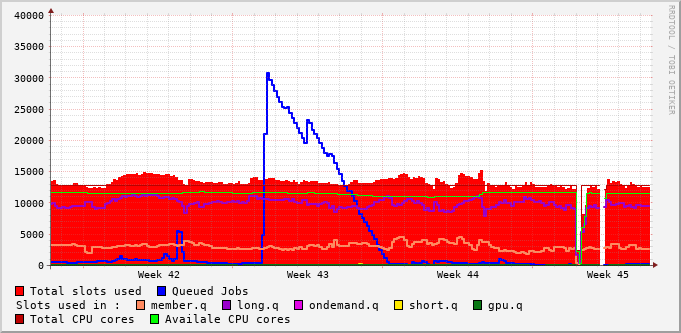 RRDTOOL / TOBI OETIKER
40000
35000
30000
25000
20000
15000
10000
5000
0
Week 42 Week 43 Week 44 Week 45
Total slots used Queued Jobs
Slots used in : member.q long.q ondemand.q short.q gpu.q
Total CPU cores Availale CPU cores